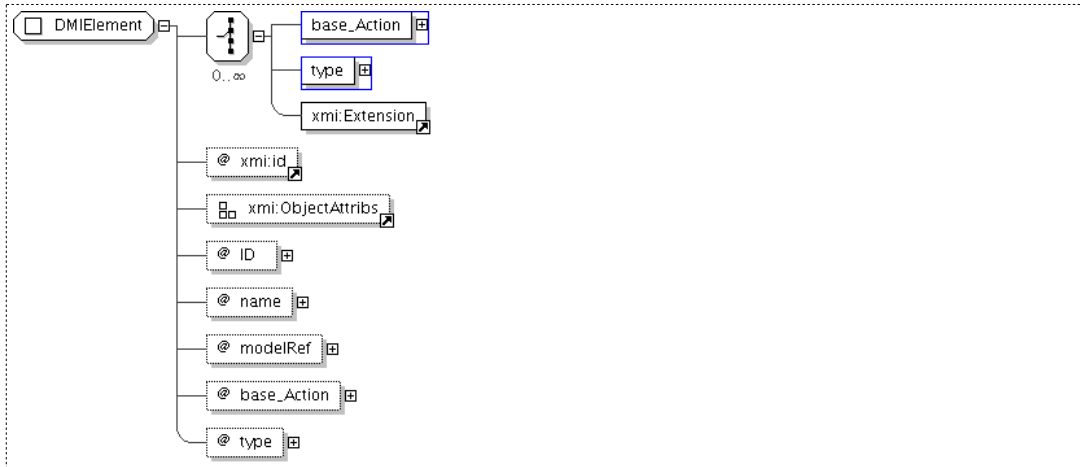 DMIElement
base_Action
0..∞
type
xmi:Extension
@ xmi:id
xmi:ObjectAttribs
@ ID
@ name
@ modelRef
@ base_Action
@ type